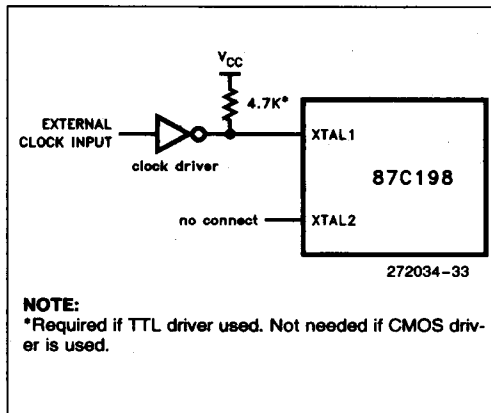 VCC
4.7K*
EXTERNAL
CLOCK INPUT
XTAL1
clock driver
87C198
no connect
XTAL2
272034-33
NOTE:
*Required if TTL driver used. Not needed if CMOS driv-
er is used.